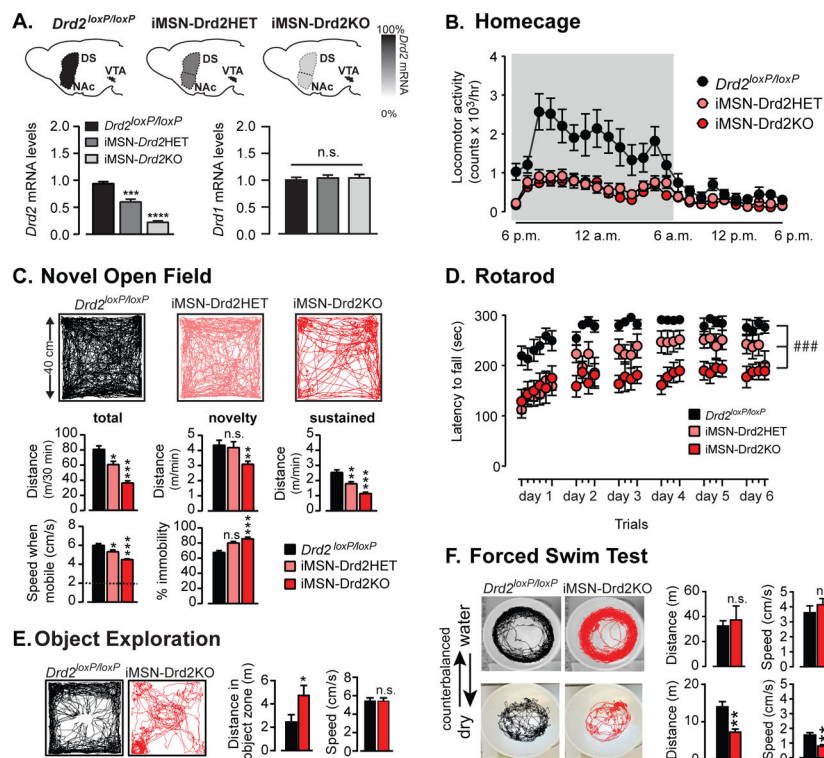 A.
Drd2loxP/loxP iMSN-Drd2HET iMSN-Drd2KO
DS DS DS
VTA VTA VTA
NAc NAc NAc
100%
Drd2 mRNA
0%
Drd2loxP/loxP
iMSN-Drd2HET
iMSN-Drd2KO
Drd2 mRNA levels
2.0
1.5
1.0
0.5
0.0
***
****
Drd1 mRNA levels
2.0
1.5
1.0
0.5
0.0
n.s.
B. Homecage
Locomotor activity
(counts x 10³/hr)
4
3
2
1
0
Drd2loxP/loxP
iMSN-Drd2HET
iMSN-Drd2KO
6 p.m. 12 a.m. 6 a.m. 12 p.m. 6 p.m.
C. Novel Open Field
Drd2loxP/loxP iMSN-Drd2HET iMSN-Drd2KO
40 cm
total novelty sustained
Distance
(m/30 min)
100
80
60
40
20
0
*
***
Distance
(m/min)
5
4
3
2
1
0
n.s.
**
Distance
(m/min)
5
4
3
2
1
0
**
***
Speed when
mobile (cm/s)
8
6
4
2
0
*
***
% immobility
100
80
60
40
20
0
n.s
***
Drd2loxP/loxP
iMSN-Drd2HET
iMSN-Drd2KO
D. Rotarod
Latency to fall (sec)
300
200
100
0
###
Drd2loxP/loxP
iMSN-Drd2HET
iMSN-Drd2KO
day 1 day 2 day 3 day 4 day 5 day 6
Trials
E. Object Exploration
Drd2loxP/loxP iMSN-Drd2KO
Distance in
object zone (m)
6
4
2
0
*
Speed (cm/s)
8
6
4
2
0
n.s.
F. Forced Swim Test
Drd2loxP/loxP iMSN-Drd2KO
counterbalanced
water
dry
Distance (m)
60
40
20
0
n.s.
Speed (cm/s)
5
4
3
2
1
0
Distance (m)
20
15
10
5
0
**
Speed (cm/s)
5
4
3
2
1
0